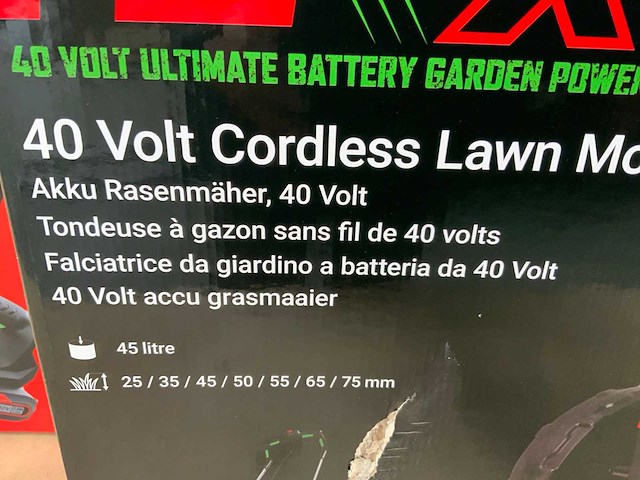 40 VOLT ULTIMATE BATTERY GARDEN POWER
40 Volt Cordless Lawn Mo
Akku Rasenmäher, 40 Volt
Tondeuse à gazon sans fil de 40 volts
Falciatrice da giardino a batteria da 40 Volt
40 Volt accu grasmaaier
45 litre
25 / 35 / 45 / 50 / 55 / 65 / 75 mm